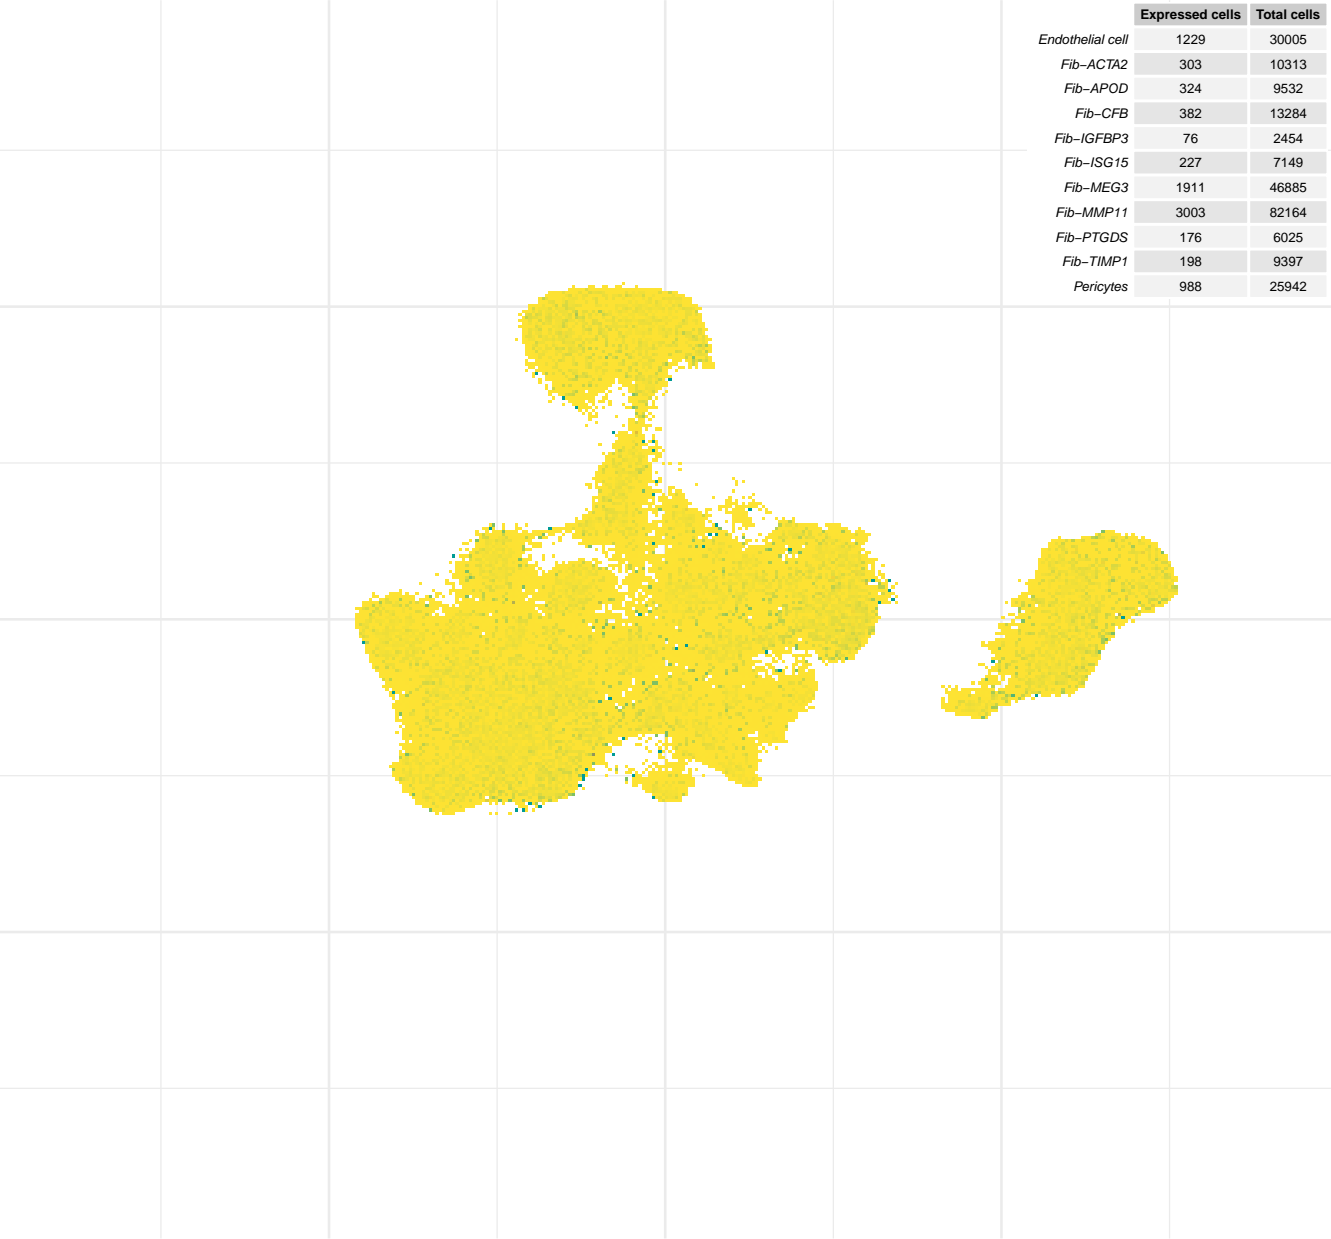 Expressed cells Total cells
Endothelial cell 1229 30005
Fib−ACTA2 303 10313
Fib−APOD 324 9532
Fib−CFB 382 13284
Fib−IGFBP3 76 2454
Fib−ISG15 227 7149
Fib−MEG3 1911 46885
Fib−MMP11 3003 82164
Fib−PTGDS 176 6025
Fib−TIMP1 198 9397
Pericytes 988 25942